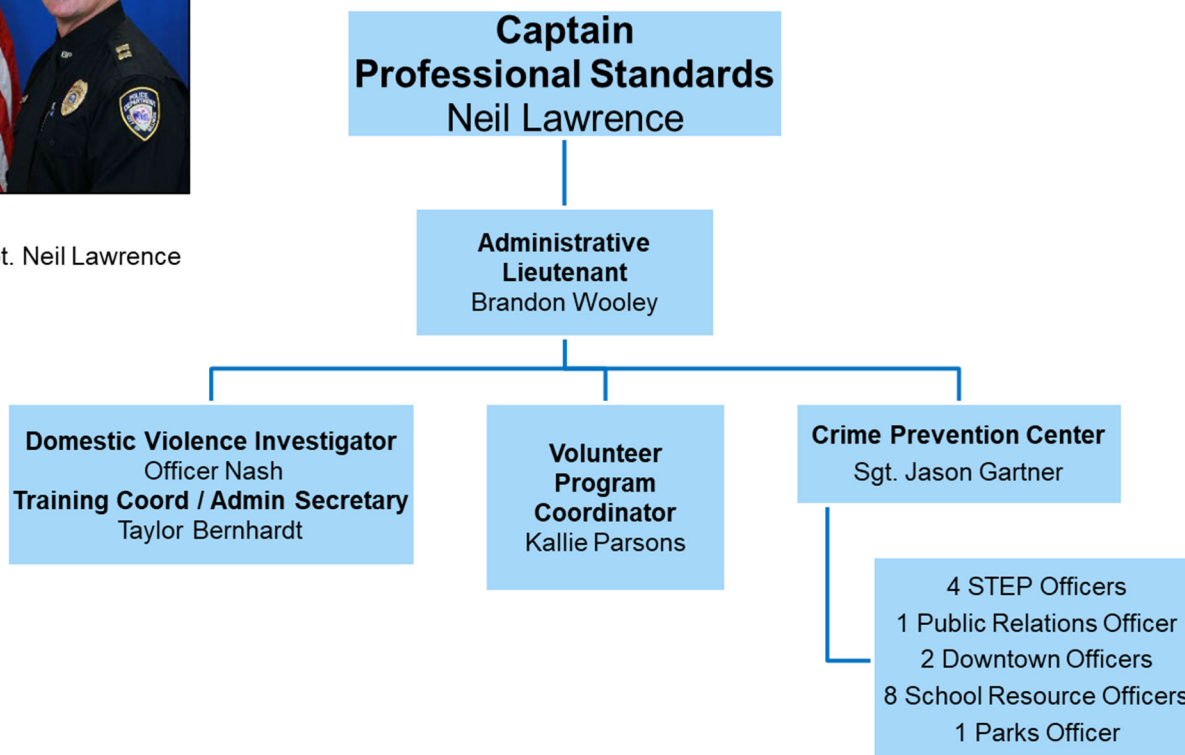 Captain
Professional Standards
Neil Lawrence
POLICE
DEPARTMENT
t. Neil Lawrence
Administrative
Lieutenant
Brandon Wooley
Domestic Violence Investigator
Officer Nash
Training Coord / Admin Secretary
Taylor Bernhardt
Volunteer
Program
Coordinator
Kallie Parsons
Crime Prevention Center
Sgt. Jason Gartner
4 STEP Officers
1 Public Relations Officer
2 Downtown Officers
8 School Resource Officers
1 Parks Officer